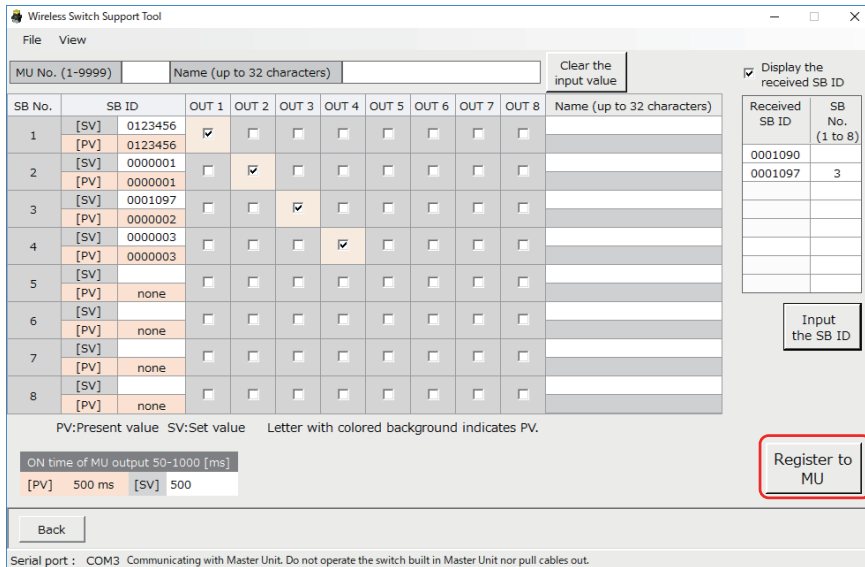 Wireless Switch Support Tool
File View
MU No. (1-9999) Name (up to 32 characters) Clear the input value
Display the received SB ID
SB No. SB ID OUT 1 OUT 2 OUT 3 OUT 4 OUT 5 OUT 6 OUT 7 OUT 8 Name (up to 32 characters)
1 [SV] 0123456
[PV] 0123456
2 [SV] 0000001
[PV] 0000001
3 [SV] 0001097
[PV] 0000002
4 [SV] 0000003
[PV] 0000003
5 [SV]
[PV] none
6 [SV]
[PV] none
7 [SV]
[PV] none
8 [SV]
[PV] none
Received SB ID SB No. (1 to 8)
0001090
0001097 3
Input the SB ID
PV:Present value SV:Set value Letter with colored background indicates PV.
ON time of MU output 50-1000 [ms]
[PV] 500 ms [SV] 500
Register to MU
Back
Serial port : COM3 Communicating with Master Unit. Do not operate the switch built in Master Unit nor pull cables out.